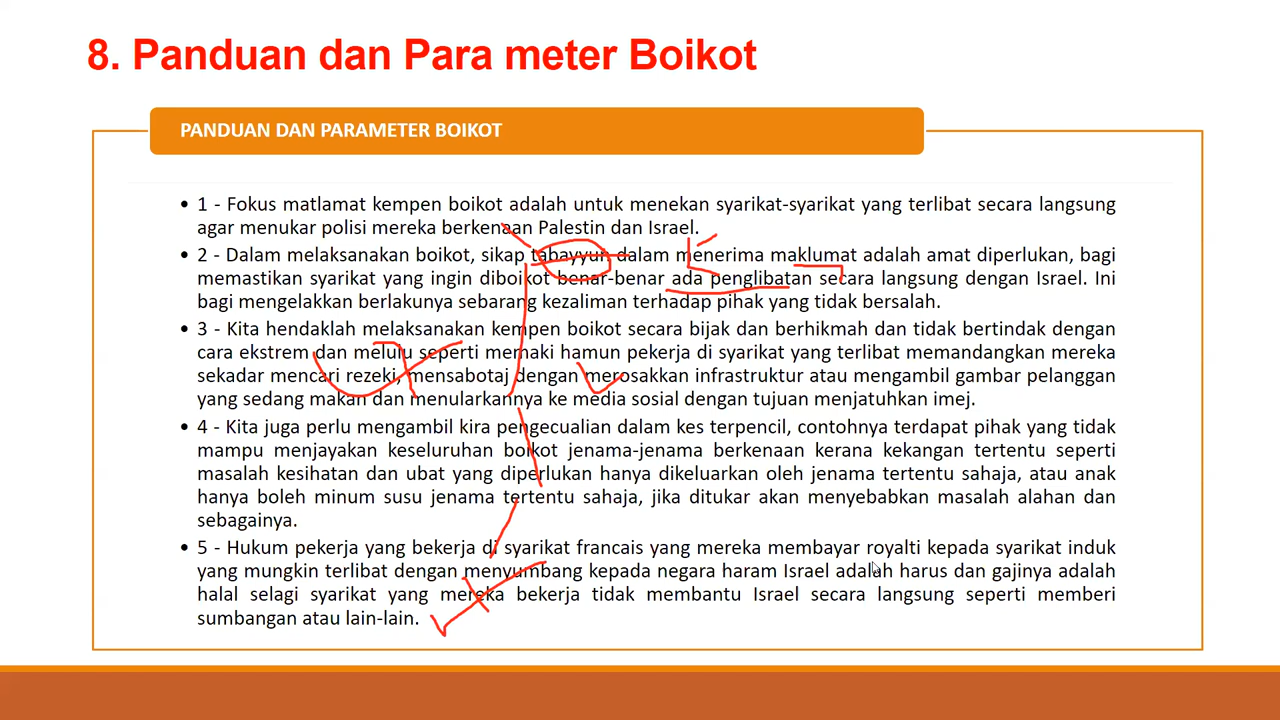 8. Panduan dan Para meter Boikot
PANDUAN DAN PARAMETER BOIKOT
• 1 - Fokus matlamat kempen boikot adalah untuk menekan syarikat-syarikat yang terlibat secara langsung
agar menukar polisi mereka berkenaan Palestin dan Israel.
• 2 - Dalam melaksanakan boikot, sikap tabayyun dalam menerima maklumat adalah amat diperlukan, bagi
memastikan syarikat yang ingin diboikot benar-benar ada penglibatan secara langsung dengan Israel. Ini
bagi mengelakkan berlakunya sebarang kezaliman terhadap pihak yang tidak bersalah.
• 3 - Kita hendaklah melaksanakan kempen boikot secara bijak dan berhikmah dan tidak bertindak dengan
cara ekstrem dan melulu seperti memaki hamun pekerja di syarikat yang terlibat memandangkan mereka
sekadar mencari rezeki, mensabotaj dengan merosakkan infrastruktur atau mengambil gambar pelanggan
yang sedang makan dan menularkannya ke media sosial dengan tujuan menjatuhkan imej.
• 4 - Kita juga perlu mengambil kira pengecualian dalam kes terpencil, contohnya terdapat pihak yang tidak
mampu menjayakan keseluruhan boikot jenama-jenama berkenaan kerana kekangan tertentu seperti
masalah kesihatan dan ubat yang diperlukan hanya dikeluarkan oleh jenama tertentu sahaja, atau anak
hanya boleh minum susu jenama tertentu sahaja, jika ditukar akan menyebabkan masalah alahan dan
sebagainya.
• 5 - Hukum pekerja yang bekerja di syarikat francais yang mereka membayar royalti kepada syarikat induk
yang mungkin terlibat dengan menyumbang kepada negara haram Israel adalah harus dan gajinya adalah
halal selagi syarikat yang mereka bekerja tidak membantu Israel secara langsung seperti memberi
sumbangan atau lain-lain.